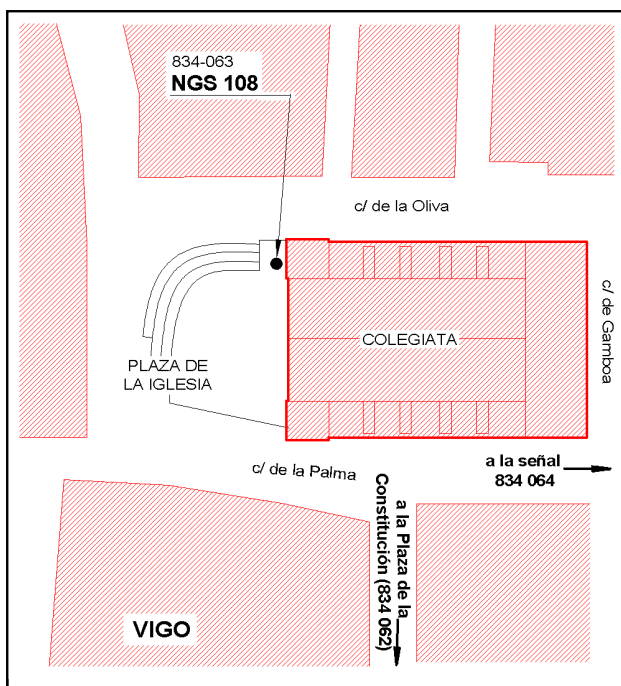 834-063
NGS 108
c/ de la Oliva
c/ de Gamboa
COLEGIATA
PLAZA DE
LA IGLESIA
c/ de la Palma
a la señal
834 064
a la Plaza de la
Constitución (834 062)
VIGO